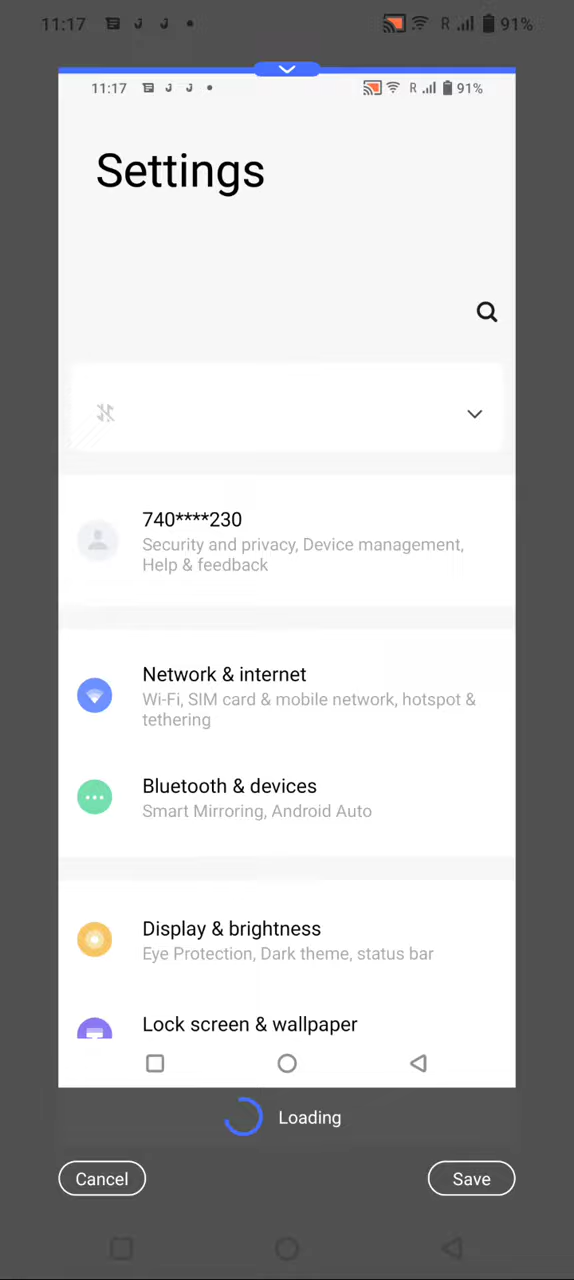 11:17 R 91%
11:17 R 91%
Settings
740****230
Security and privacy, Device management,
Help & feedback
Network & internet
Wi-Fi, SIM card & mobile network, hotspot &
tethering
Bluetooth & devices
Smart Mirroring, Android Auto
Display & brightness
Eye Protection, Dark theme, status bar
Lock screen & wallpaper
Loading
Cancel Save